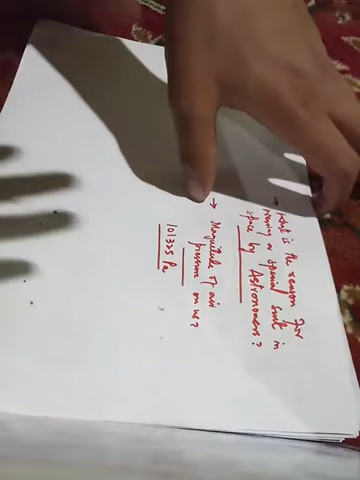 → What is the reason for
having a special suit in
space by Astronomers?
→ Magnitude of air
pressure on us?
101325 Pa